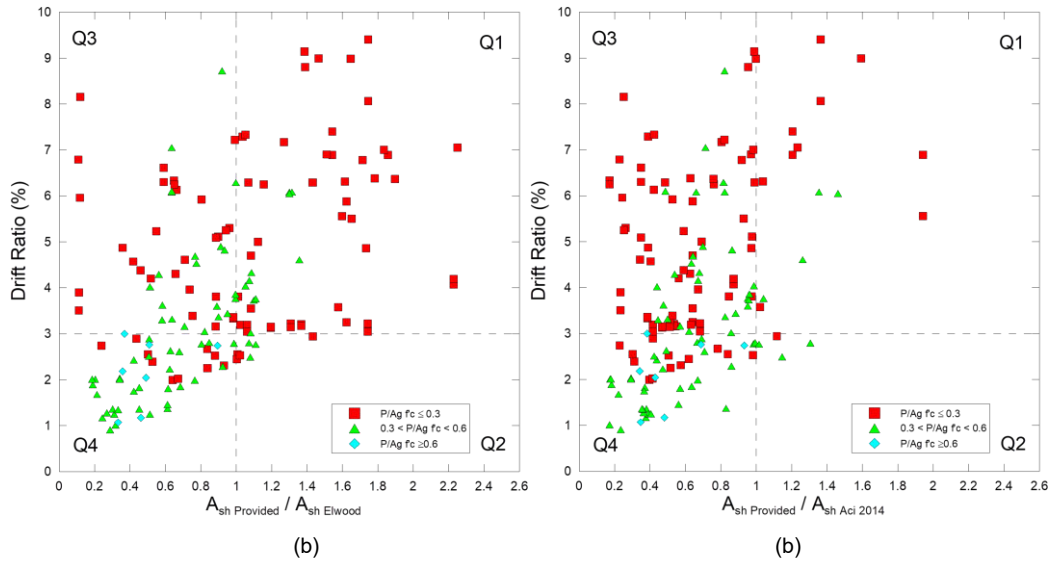 Q3
Q1
10
9
8
7
6
5
4
3
2
1
0
Drift Ratio (%)
P/Ag f'c ≤ 0.3
0.3 < P/Ag f'c < 0.6
P/Ag f'c ≥0.6
Q4
Q2
0 0.2 0.4 0.6 0.8 1 1.2 1.4 1.6 1.8 2 2.2 2.4 2.6
Ash Provided / Ash Elwood
(b)
Q3
Q1
10
9
8
7
6
5
4
3
2
1
0
Drift Ratio (%)
P/Ag f'c ≤ 0.3
0.3 < P/Ag f'c < 0.6
P/Ag f'c ≥0.6
Q4
Q2
0 0.2 0.4 0.6 0.8 1 1.2 1.4 1.6 1.8 2 2.2 2.4 2.6
Ash Provided / Ash Aci 2014
(b)